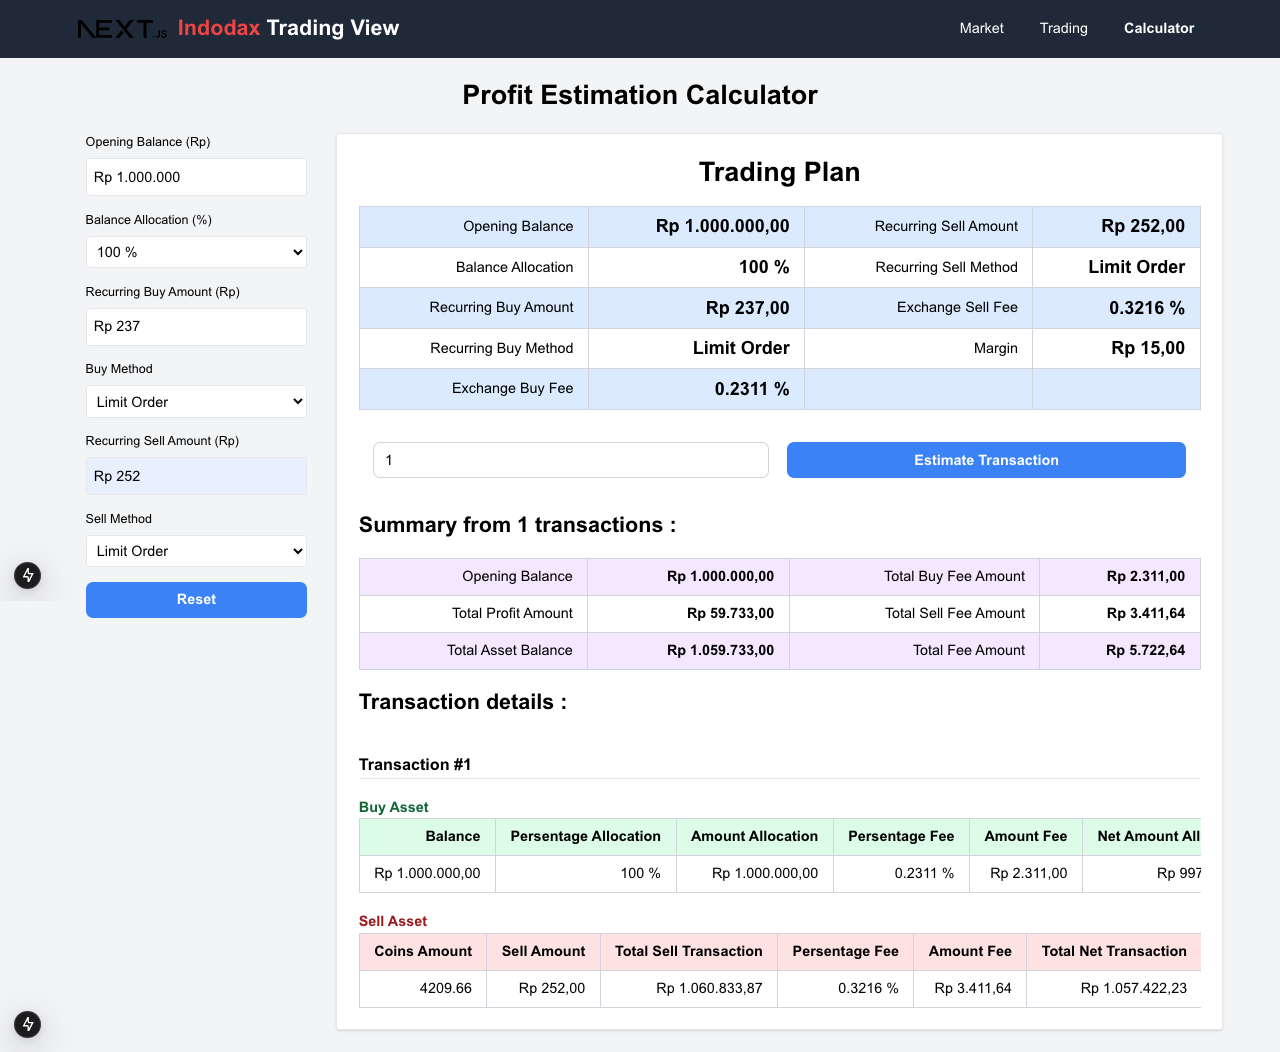 NEXT.JS Indodax Trading View Market Trading Calculator
Profit Estimation Calculator
Opening Balance (Rp)
Rp 1.000.000
Balance Allocation (%)
100 %
Recurring Buy Amount (Rp)
Rp 237
Buy Method
Limit Order
Recurring Sell Amount (Rp)
Rp 252
Sell Method
Limit Order
Reset
Trading Plan
Opening Balance Rp 1.000.000,00 Recurring Sell Amount Rp 252,00
Balance Allocation 100 % Recurring Sell Method Limit Order
Recurring Buy Amount Rp 237,00 Exchange Sell Fee 0.3216 %
Recurring Buy Method Limit Order Margin Rp 15,00
Exchange Buy Fee 0.2311 %
1 Estimate Transaction
Summary from 1 transactions :
Opening Balance Rp 1.000.000,00 Total Buy Fee Amount Rp 2.311,00
Total Profit Amount Rp 59.733,00 Total Sell Fee Amount Rp 3.411,64
Total Asset Balance Rp 1.059.733,00 Total Fee Amount Rp 5.722,64
Transaction details :
Transaction #1
Buy Asset
Balance Persentage Allocation Amount Allocation Persentage Fee Amount Fee Net Amount All
Rp 1.000.000,00 100 % Rp 1.000.000,00 0.2311 % Rp 2.311,00 Rp 997
Sell Asset
Coins Amount Sell Amount Total Sell Transaction Persentage Fee Amount Fee Total Net Transaction
4209.66 Rp 252,00 Rp 1.060.833,87 0.3216 % Rp 3.411,64 Rp 1.057.422,23